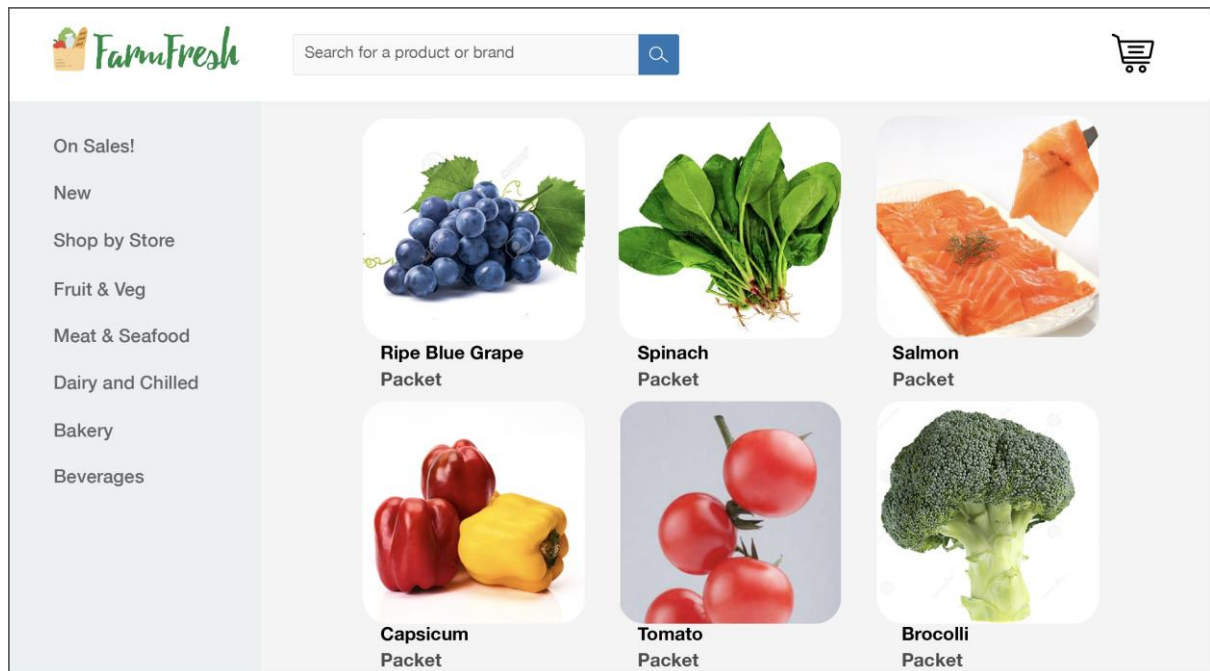 FarmFresh
Search for a product or brand
On Sales!
New
Shop by Store
Fruit & Veg
Meat & Seafood
Dairy and Chilled
Bakery
Beverages
Ripe Blue Grape
Packet
Spinach
Packet
Salmon
Packet
Capsicum
Packet
Tomato
Packet
Brocolli
Packet